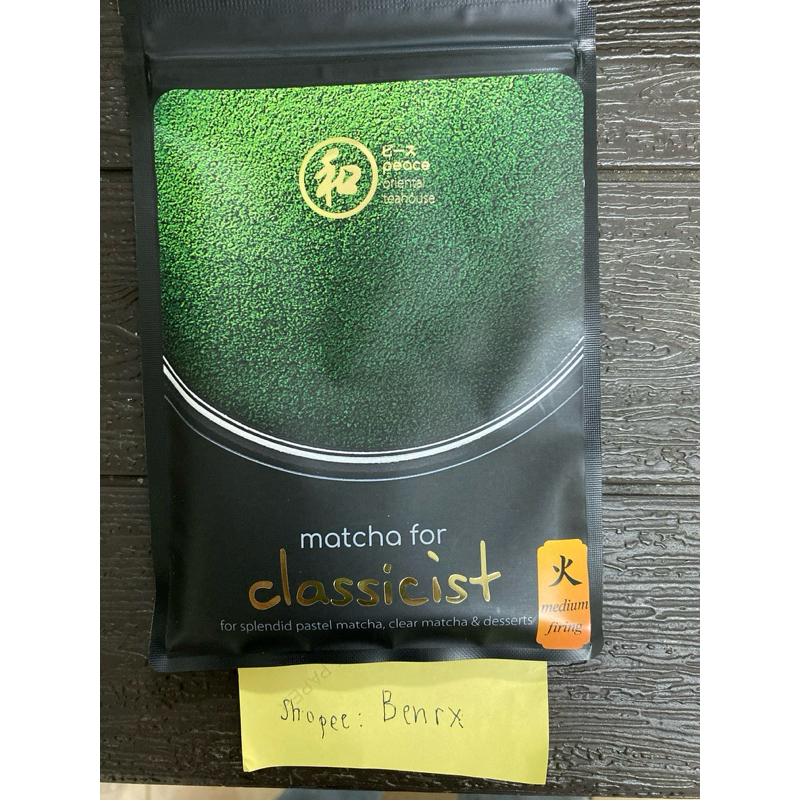 和
ピース
peace
oriental
teahouse
matcha for
classicist
for splendid pastel matcha, clear matcha & desserts
火
medium
firing
Shopee: Benrx